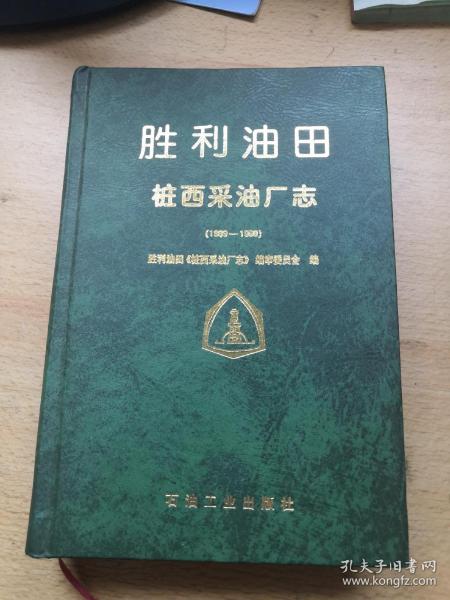 胜利油田
桩西采油厂志
胜利油田《桩西采油厂志》编审委员会 编
石油工业出版社
孔夫子旧书网
www.kongfz.com